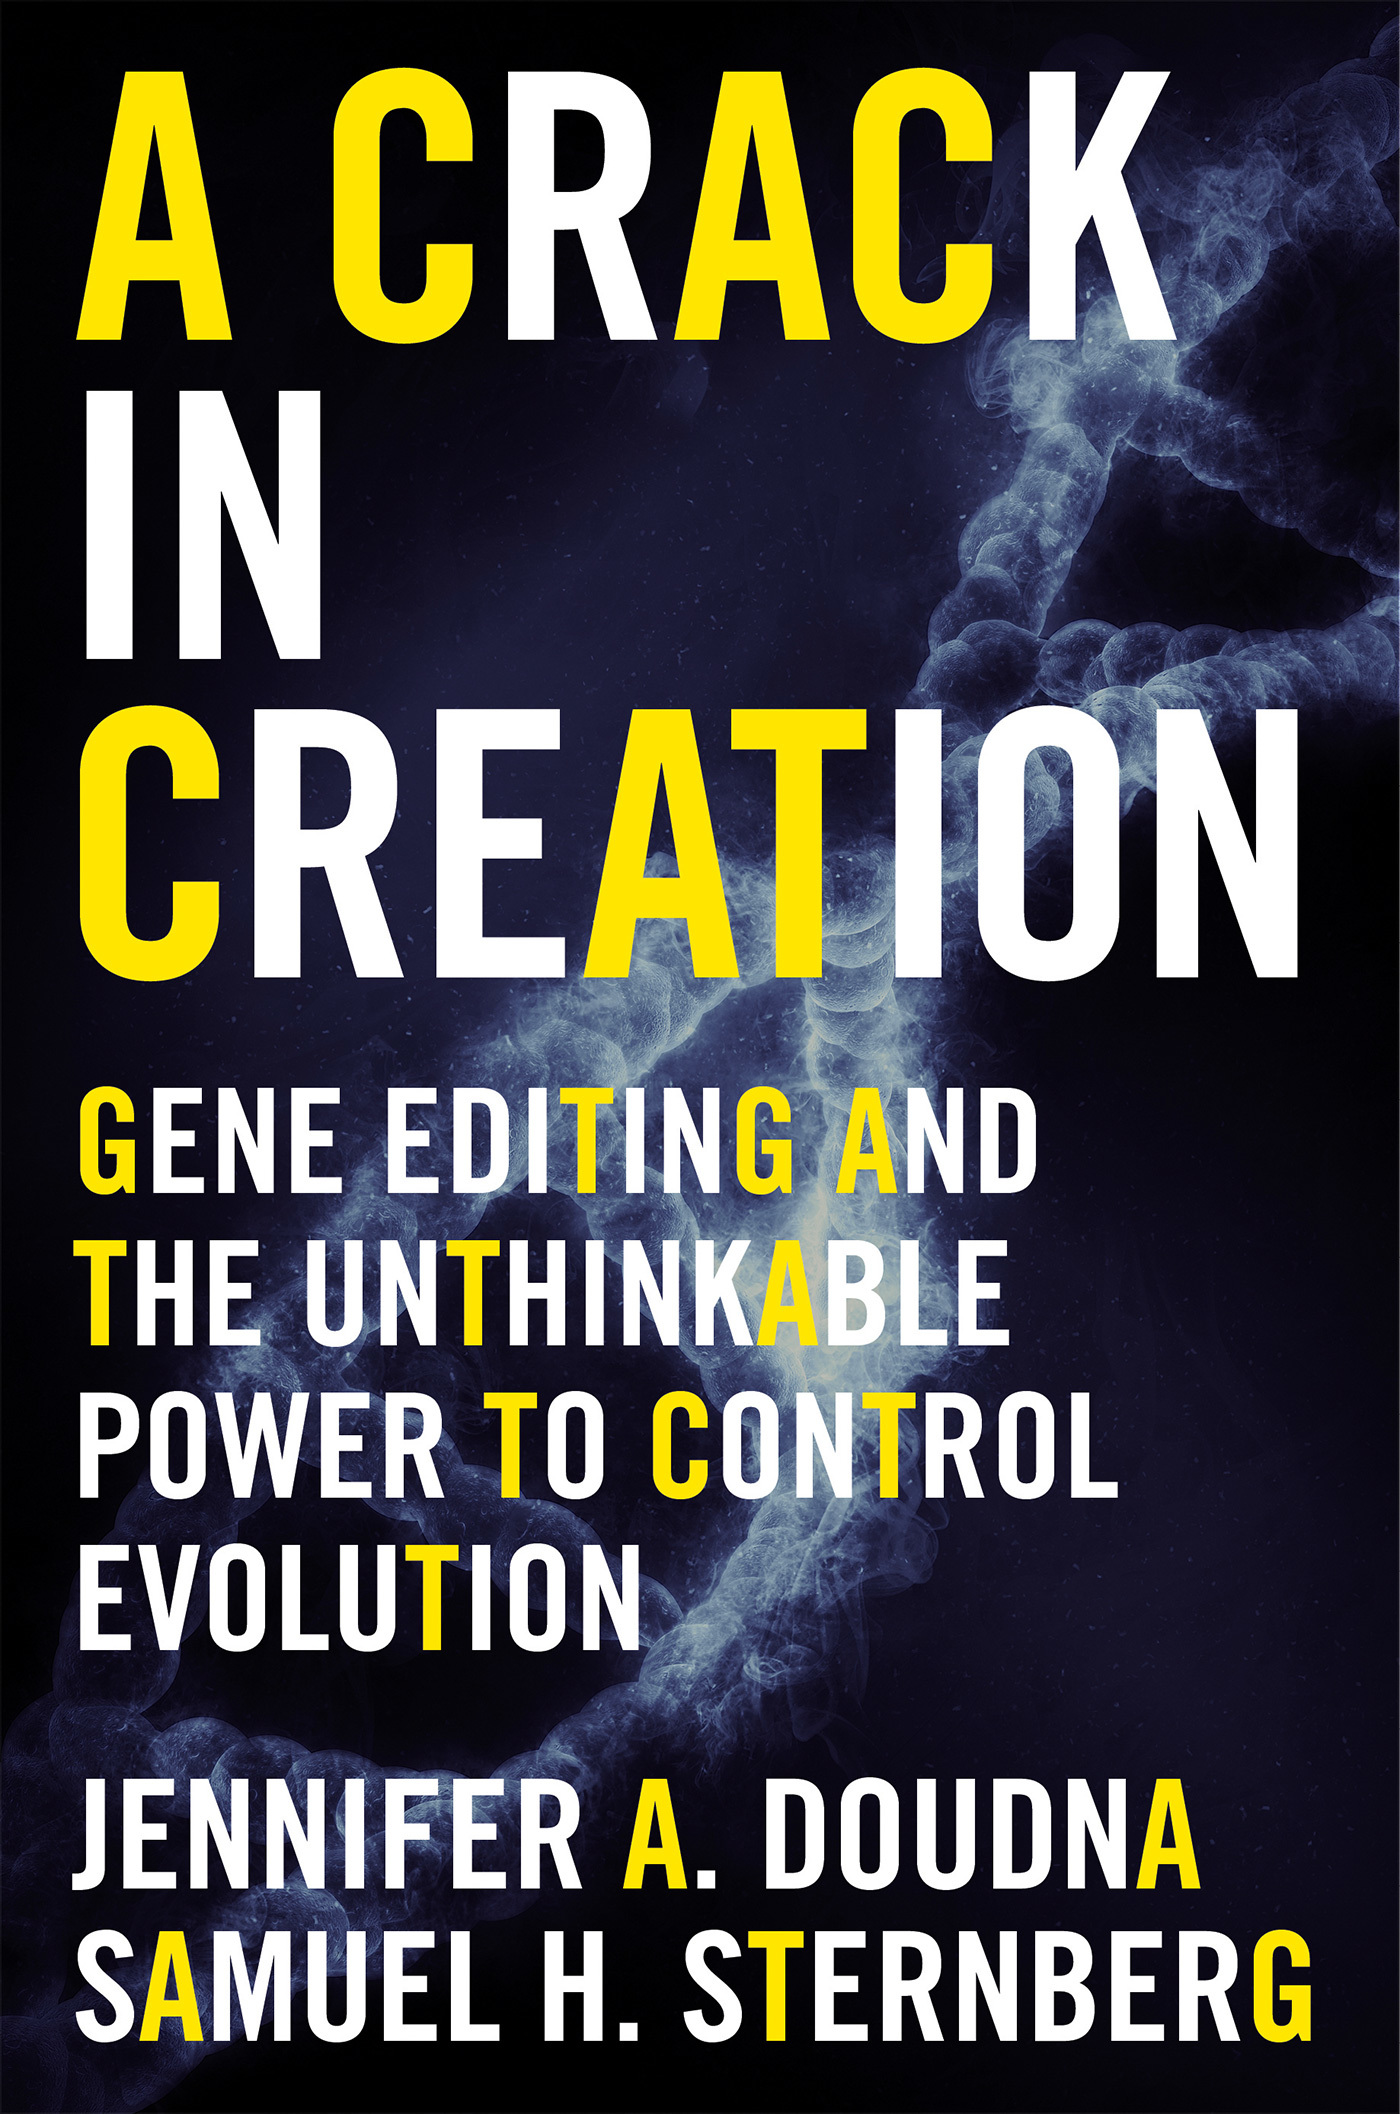 A CRACK
IN
CREATION
GENE EDITING AND
THE UNTHINKABLE
POWER TO CONTROL
EVOLUTION
JENNIFER A. DOUDNA
SAMUEL H. STERNBERG